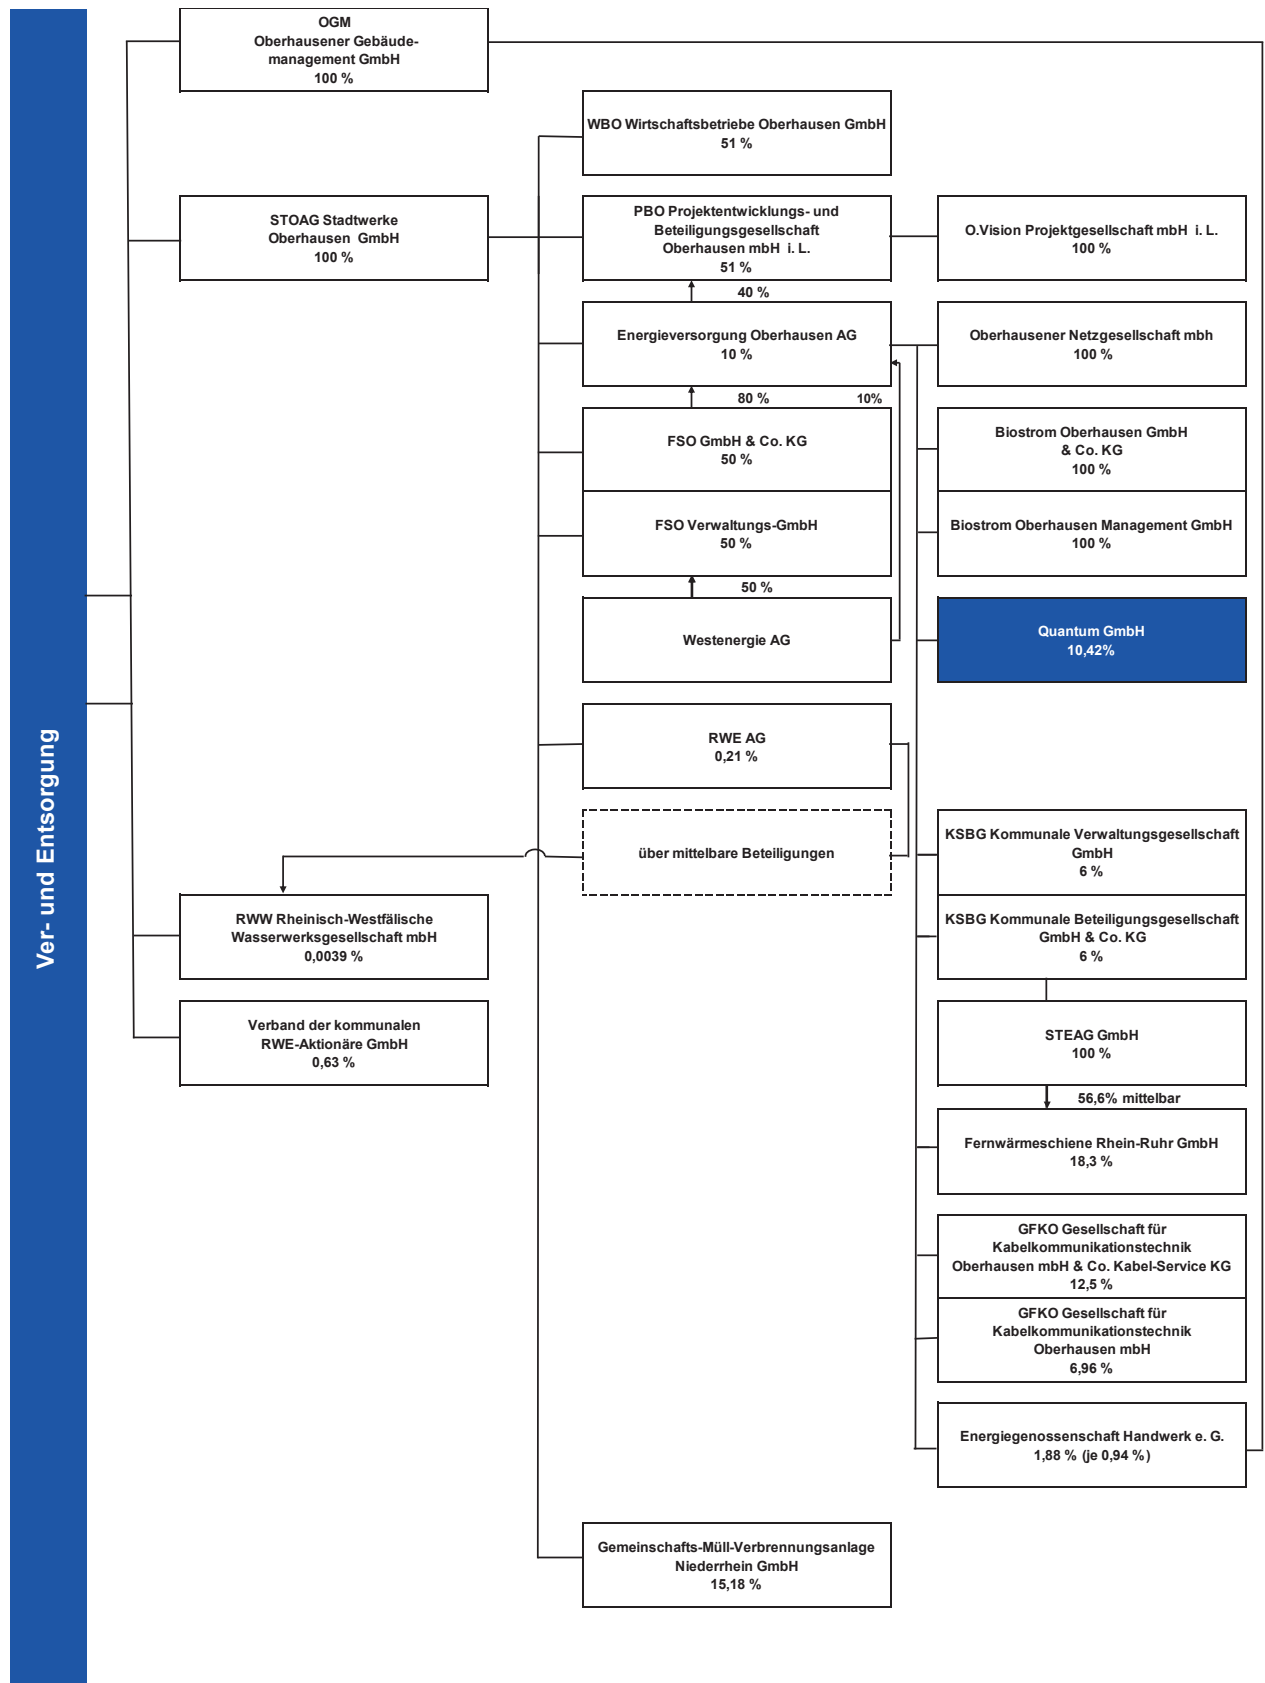 Ver- und Entsorgung
OGM
Oberhausener Gebäude-
management GmbH
100 %
WBO Wirtschaftsbetriebe Oberhausen GmbH
51 %
STOAG Stadtwerke
Oberhausen GmbH
100 %
PBO Projektentwicklungs- und
Beteiligungsgesellschaft
Oberhausen mbH i. L.
51 %
O.Vision Projektgesellschaft mbH i. L.
100 %
40 %
Energieversorgung Oberhausen AG
10 %
Oberhausener Netzgesellschaft mbh
100 %
80 %
10%
FSO GmbH & Co. KG
50 %
Biostrom Oberhausen GmbH
& Co. KG
100 %
FSO Verwaltungs-GmbH
50 %
Biostrom Oberhausen Management GmbH
100 %
50 %
Westenergie AG
Quantum GmbH
10,42%
RWE AG
0,21 %
über mittelbare Beteiligungen
KSBG Kommunale Verwaltungsgesellschaft
GmbH
6 %
RWW Rheinisch-Westfälische
Wasserwerksgesellschaft mbH
0,0039 %
KSBG Kommunale Beteiligungsgesellschaft
GmbH & Co. KG
6 %
Verband der kommunalen
RWE-Aktionäre GmbH
0,63 %
STEAG GmbH
100 %
56,6% mittelbar
Fernwärmeschiene Rhein-Ruhr GmbH
18,3 %
GFKO Gesellschaft für
Kabelkommunikationstechnik
Oberhausen mbH & Co. Kabel-Service KG
12,5 %
GFKO Gesellschaft für
Kabelkommunikationstechnik
Oberhausen mbH
6,96 %
Energiegenossenschaft Handwerk e. G.
1,88 % (je 0,94 %)
Gemeinschafts-Müll-Verbrennungsanlage
Niederrhein GmbH
15,18 %